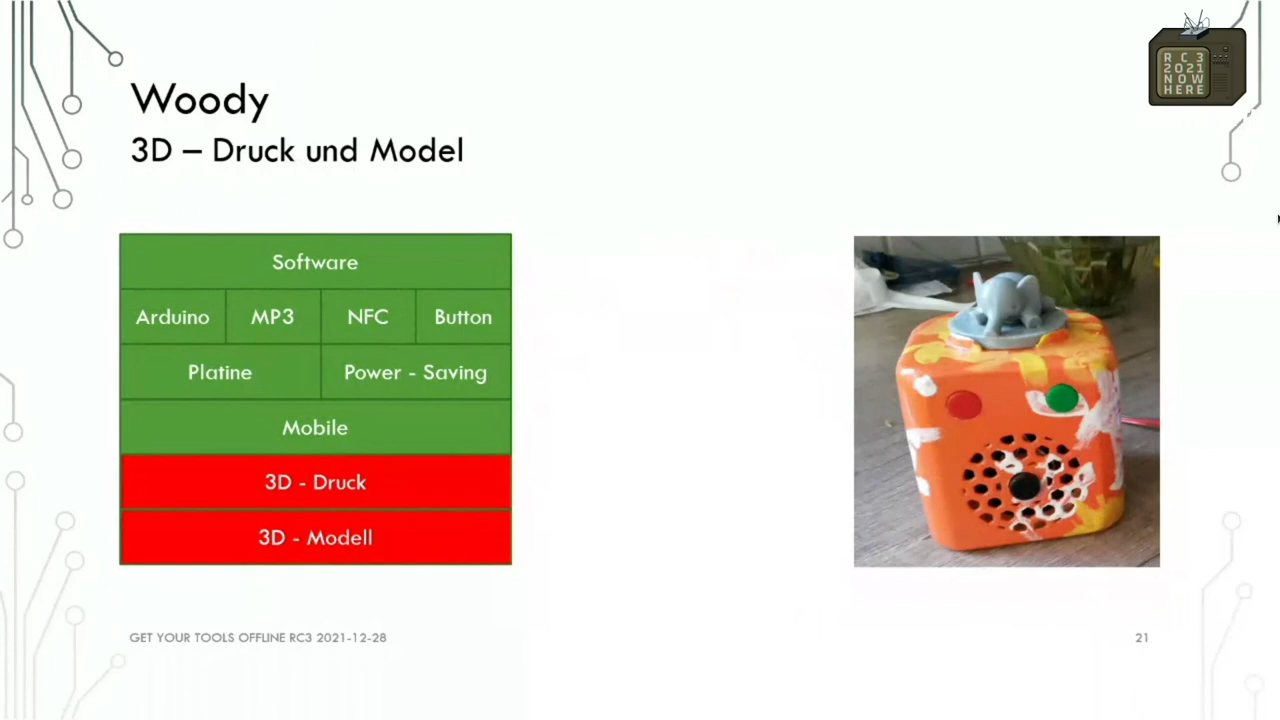 R C 3
2021
NOW
HERE
Woody
3D – Druck und Model
Software
Arduino MP3 NFC Button
Platine Power - Saving
Mobile
3D - Druck
3D - Modell
GET YOUR TOOLS OFFLINE RC3 2021-12-28
21